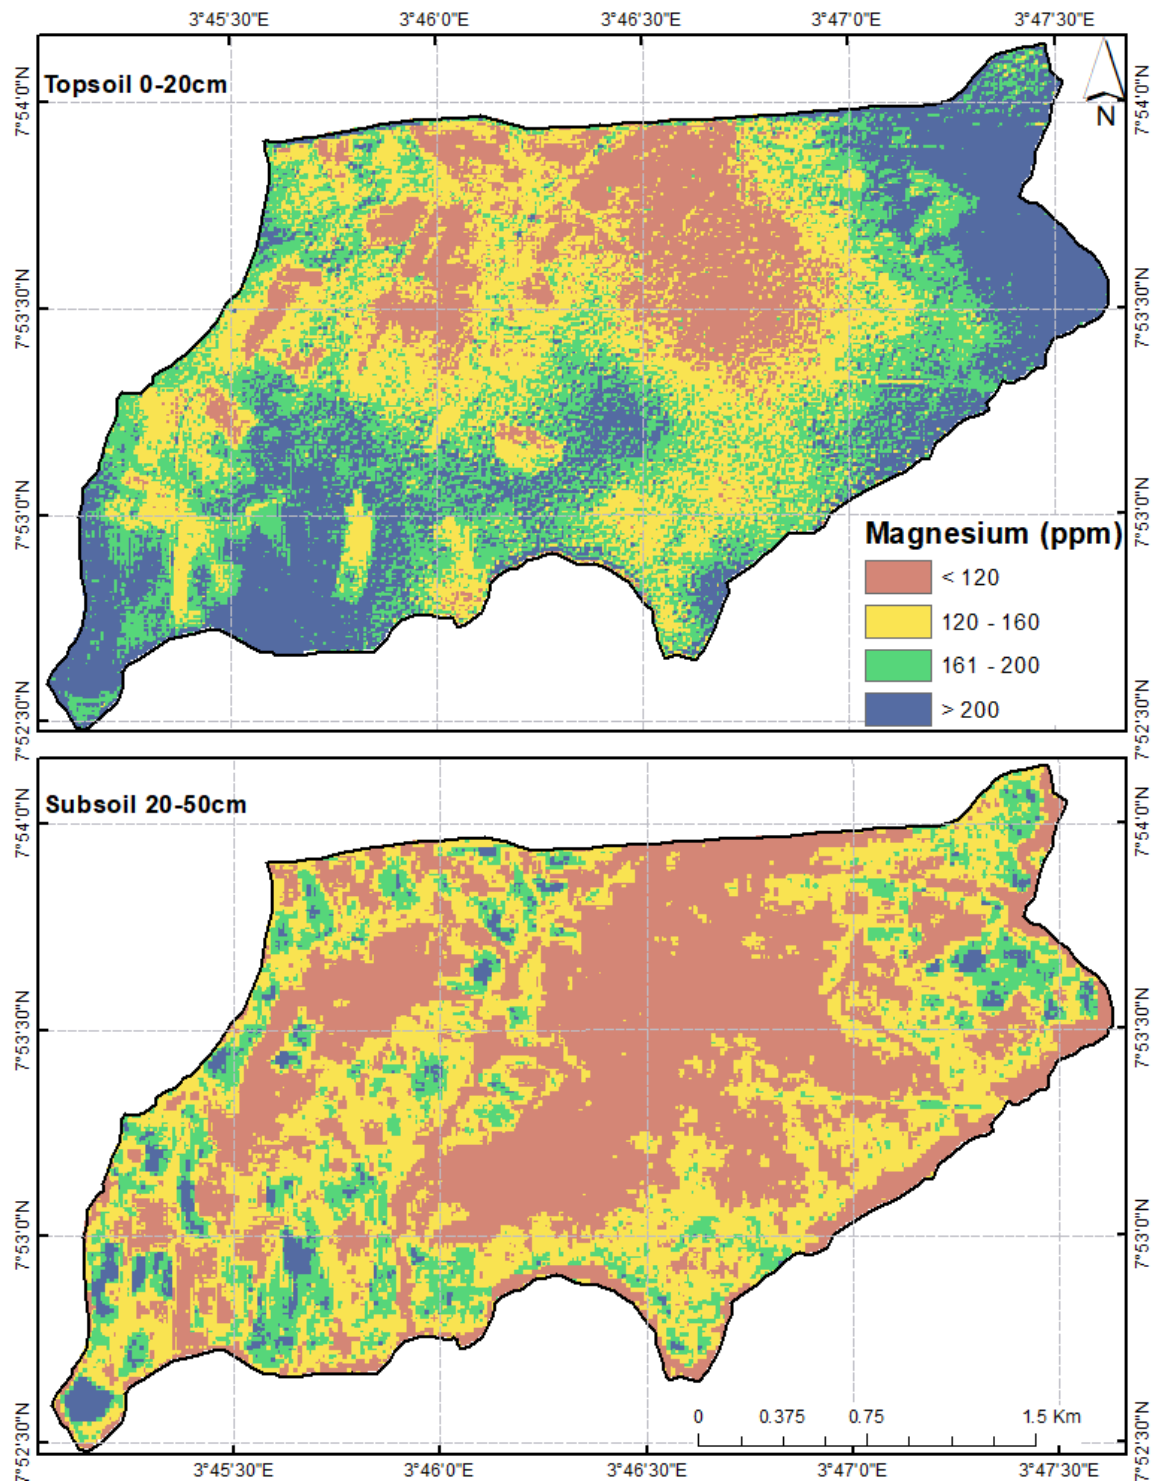 3°45'30"E 3°46'0"E 3°46'30"E 3°47'0"E 3°47'30"E
Topsoil 0-20cm
N
7°54'0"N 7°54'0"N
7°53'30"N 7°53'30"N
7°53'0"N 7°53'0"N
7°52'30"N 7°52'30"N
Magnesium (ppm)
< 120
120 - 160
161 - 200
> 200
Subsoil 20-50cm
7°54'0"N 7°54'0"N
7°53'30"N 7°53'30"N
7°53'0"N 7°53'0"N
7°52'30"N 7°52'30"N
0 0.375 0.75 1.5 Km
3°45'30"E 3°46'0"E 3°46'30"E 3°47'0"E 3°47'30"E